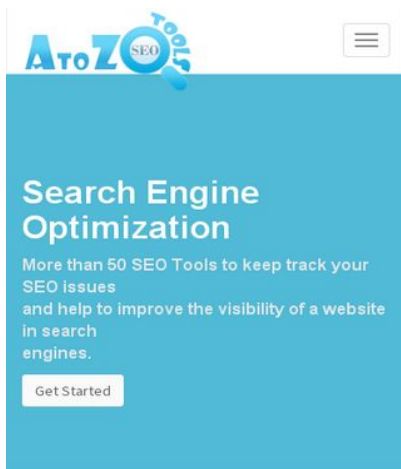 A TO Z SEO TOOLS
Search Engine
Optimization
More than 50 SEO Tools to keep track your
SEO issues
and help to improve the visibility of a website
in search
engines.
Get Started